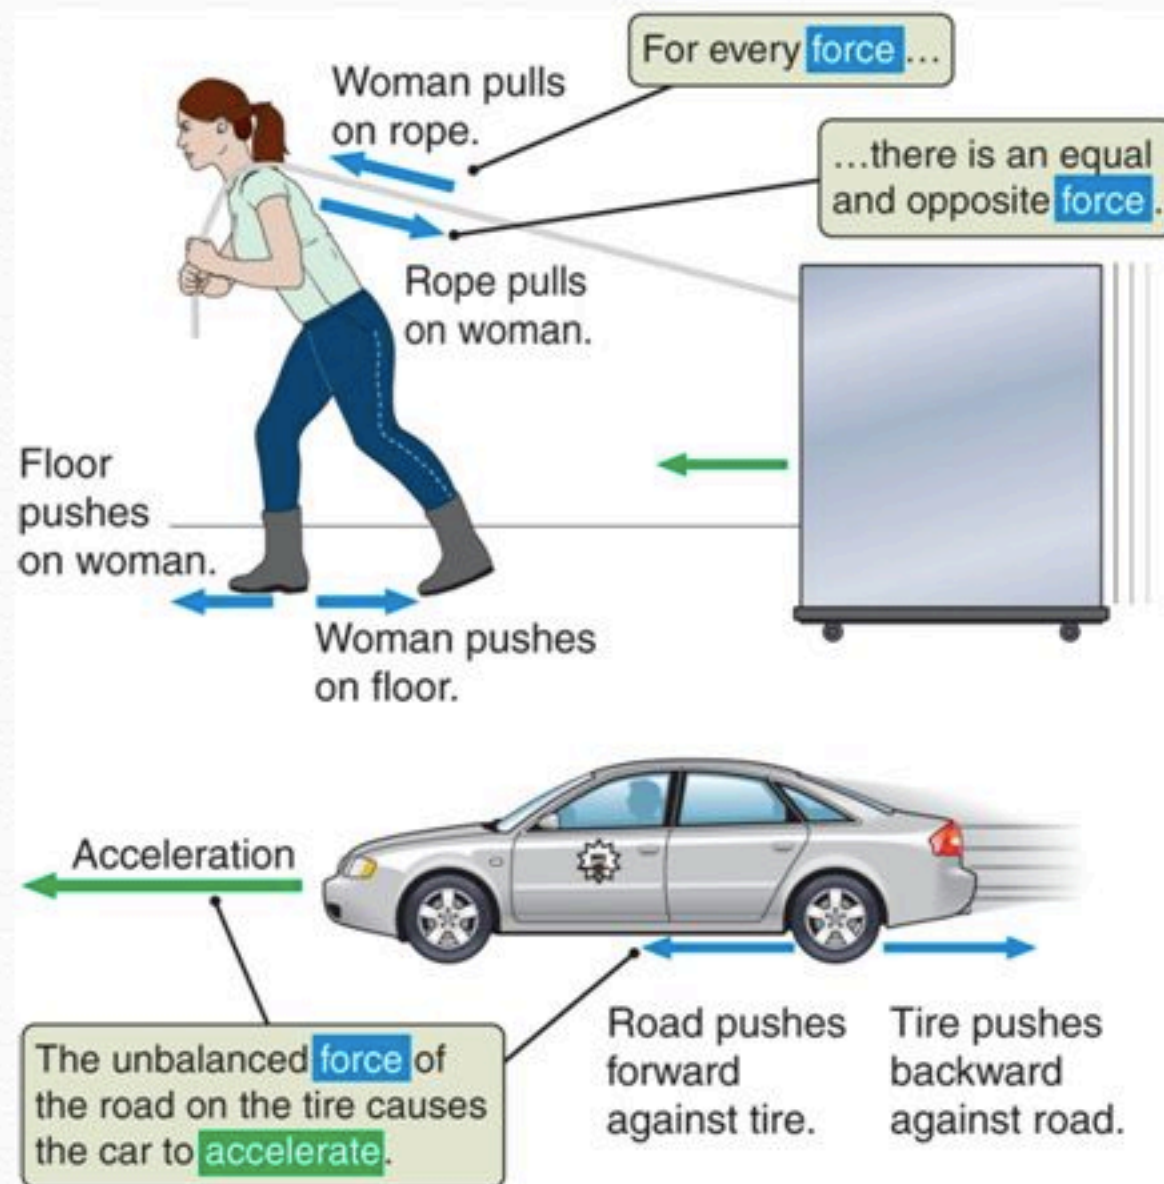 For every force...
Woman pulls
on rope.
...there is an equal
and opposite force.
Rope pulls
on woman.
Floor
pushes
on woman.
Woman pushes
on floor.
Acceleration
The unbalanced force of
the road on the tire causes
the car to accelerate.
Road pushes
forward
against tire.
Tire pushes
backward
against road.